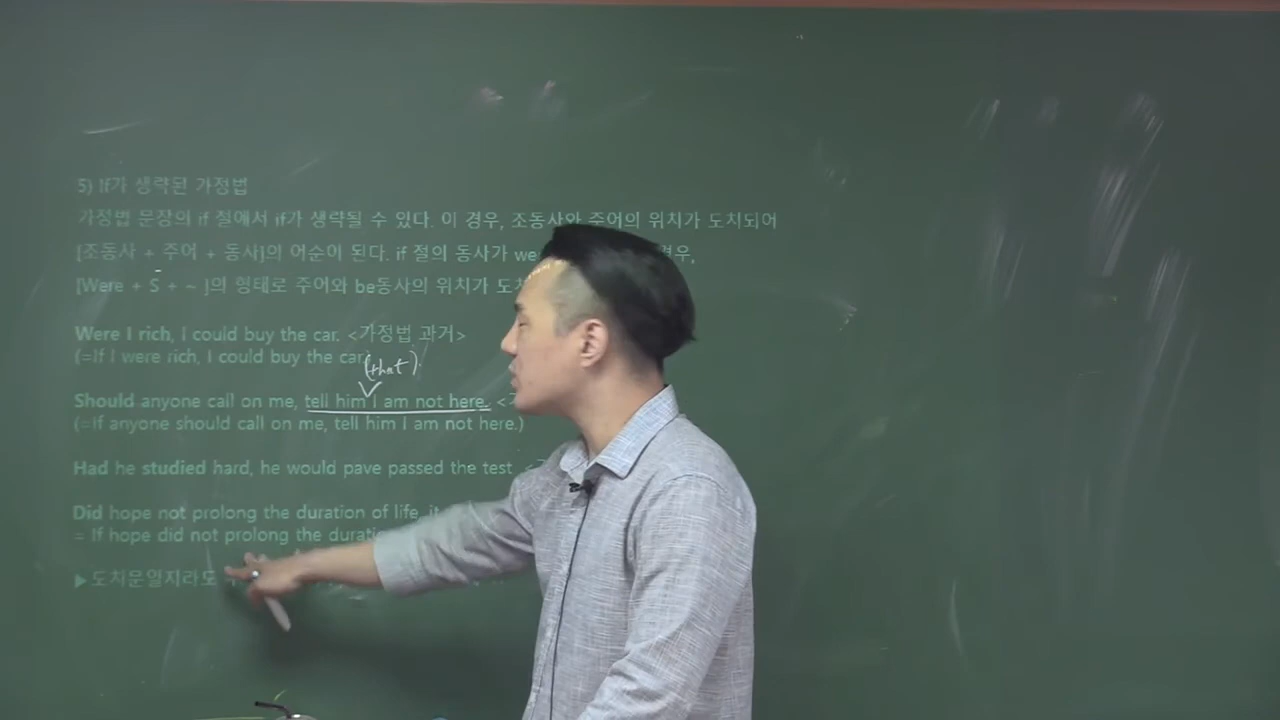 5) If가 생략된 가정법
가정법 문장의 if 절에서 if가 생략될 수 있다. 이 경우, 조동사와 주어의 위치가 도치되어
[조동사 + 주어 + 동사]의 어순이 된다. if 절의 동사가 we 경우,
[Were + S + ~ ]의 형태로 주어와 be동사의 위치가
Were I rich, I could buy the car. <가정법 과거>
(=If I were rich, I could buy the car.
(that)
Should anyone call on me, tell him I am not here. <
(=If anyone should call on me, tell him I am not here.)
Had he studied hard, he would pave passed the test <
Did hope not prolong the duration of life, it
= If hope did not prolong the
▶도치문일지라도